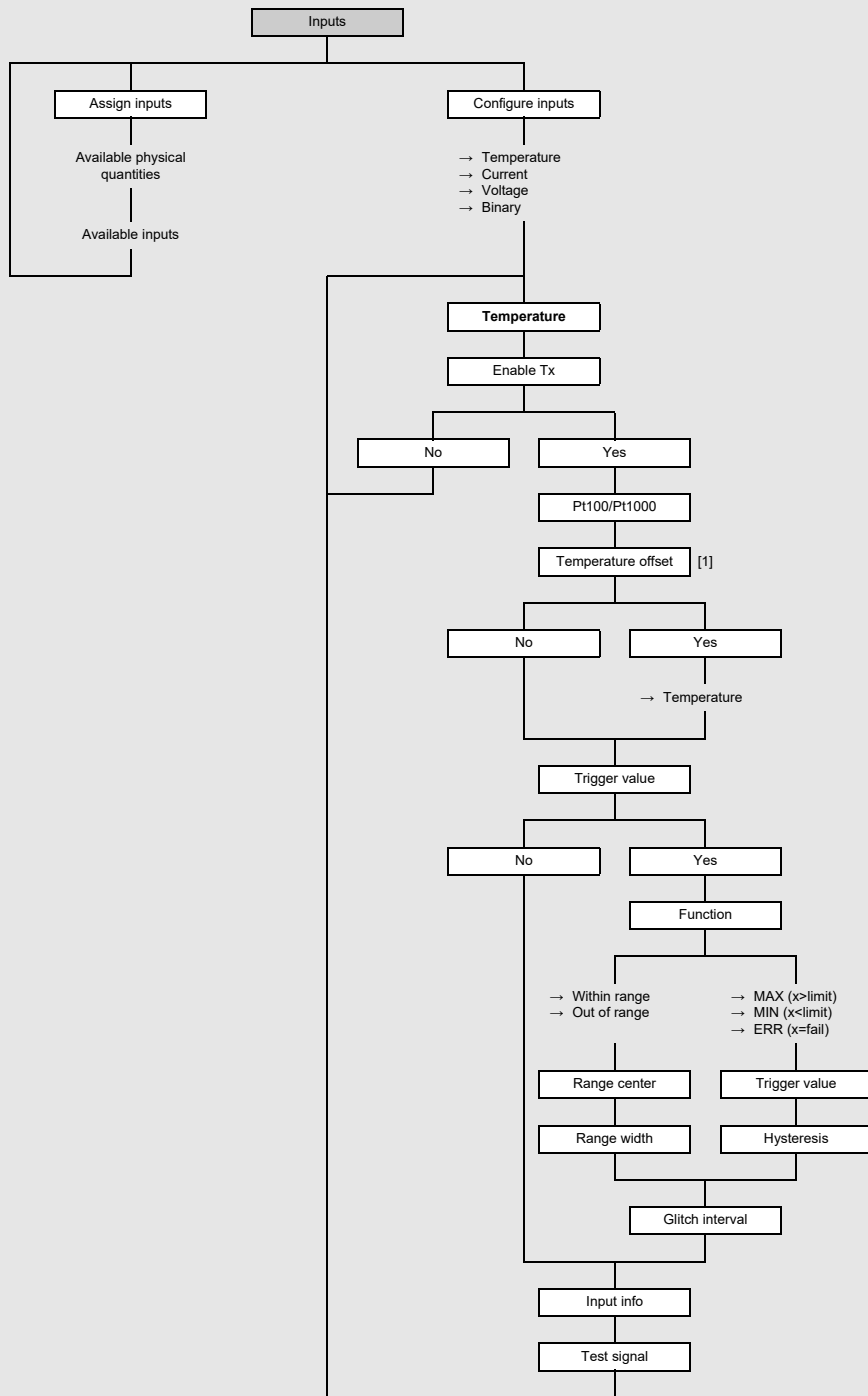 Inputs
Assign inputs
Configure inputs
Available physical
quantities
→ Temperature
→ Current
→ Voltage
→ Binary
Available inputs
Temperature
Enable Tx
No
Yes
Pt100/Pt1000
Temperature offset [1]
No
Yes
→ Temperature
Trigger value
No
Yes
Function
→ Within range
→ Out of range
→ MAX (x>limit)
→ MIN (x<limit)
→ ERR (x=fail)
Range center
Trigger value
Range width
Hysteresis
Glitch interval
Input info
Test signal